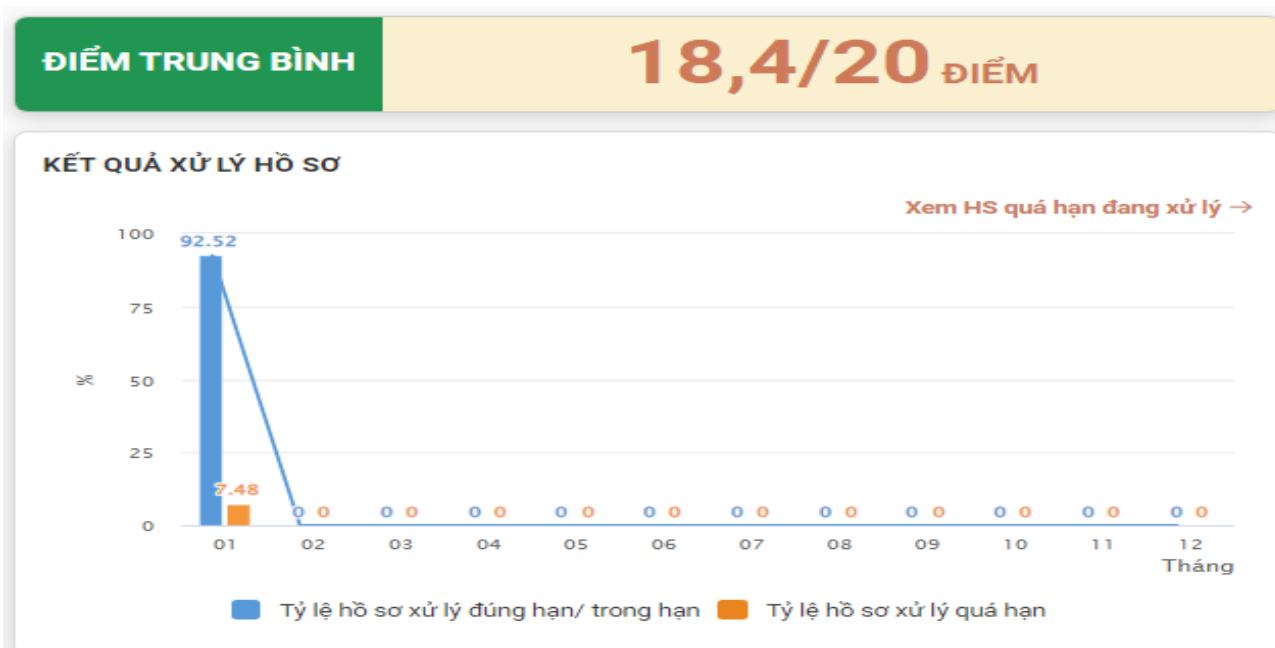 ĐIỂM TRUNG BÌNH
18,4/20 ĐIỂM
KẾT QUẢ XỬ LÝ HỒ SƠ
Xem HS quá hạn đang xử lý →
100
92.52
75
%
50
25
7.48
0 0 0 0 0 0 0 0 0 0 0 0 0 0 0 0 0 0 0 0 0 0
0
01 02 03 04 05 06 07 08 09 10 11 12
Tháng
Tỷ lệ hồ sơ xử lý đúng hạn/ trong hạn Tỷ lệ hồ sơ xử lý quá hạn